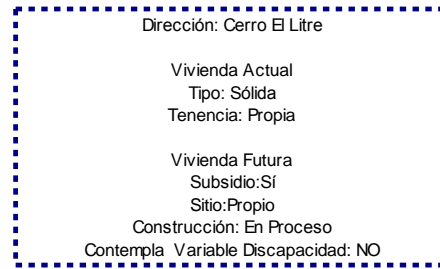 Dirección: Cerro El Litre
Vivienda Actual
Tipo: Sólida
Tenencia: Propia
Vivienda Futura
Subsidio:Sí
Sitio:Propio
Construcción: En Proceso
Contempla Variable Discapacidad: NO